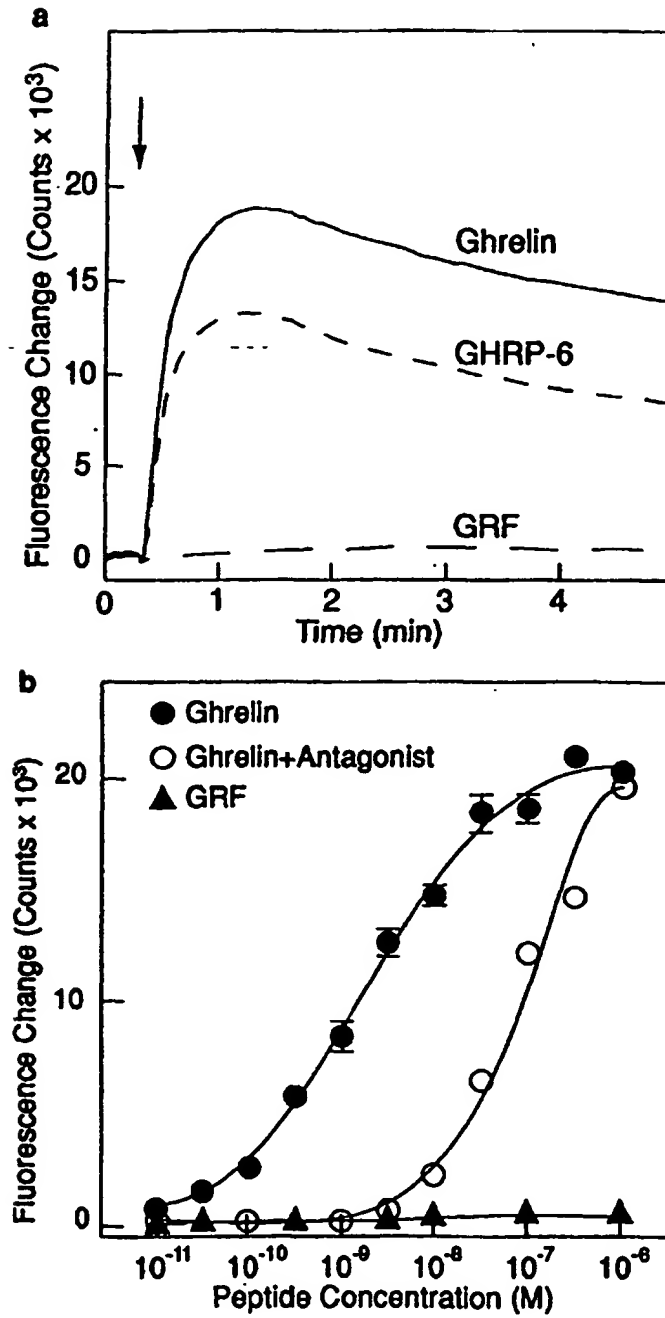 a
Fluorescence Change (Counts x 10³)
20
15
10
5
0
Ghrelin
GHRP-6
GRF
0
1
2
3
4
Time (min)
b
Fluorescence Change (Counts x 10³)
20
10
0
Ghrelin
Ghrelin+Antagonist
GRF
10⁻¹¹
10⁻¹⁰
10⁻⁹
10⁻⁸
10⁻⁷
10⁻⁶
Peptide Concentration (M)